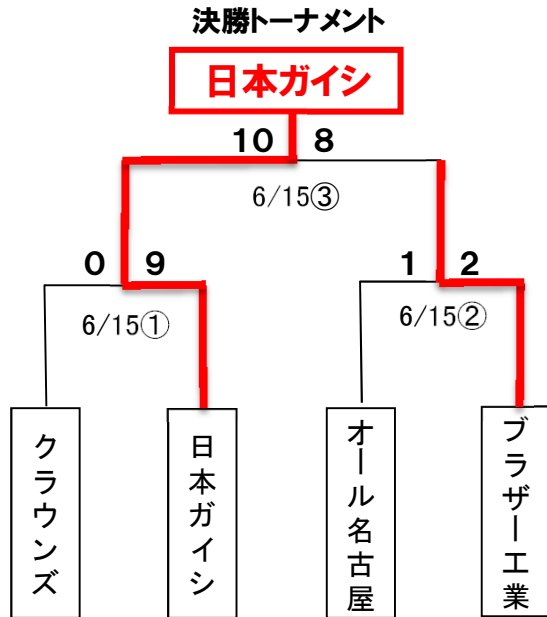 決勝トーナメント
日本ガイシ
10 8
6/15③
0 9
1 2
6/15①
6/15②
クラウンズ
日本ガイシ
オール名古屋
ブラザー工業